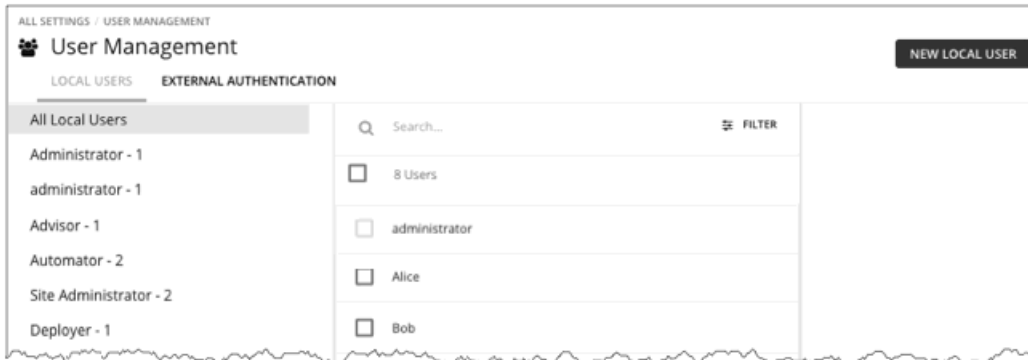 ALL SETTINGS / USER MANAGEMENT
User Management
NEW LOCAL USER
LOCAL USERS EXTERNAL AUTHENTICATION
All Local Users
Administrator - 1
administrator - 1
Advisor - 1
Automator - 2
Site Administrator - 2
Deployer - 1
Search...
FILTER
8 Users
administrator
Alice
Bob